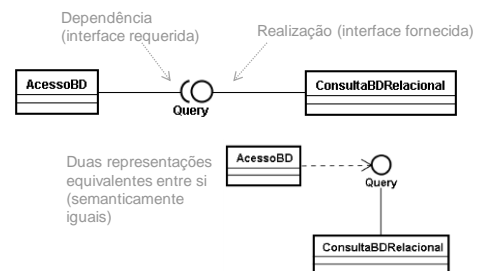 Dependência
(interface requerida)
Realização (interface fornecida)
AcessoBD
Query
ConsultaBDRelacional
Duas representações
equivalentes entre si
(semanticamente
iguais)
AcessoBD
Query
ConsultaBDRelacional